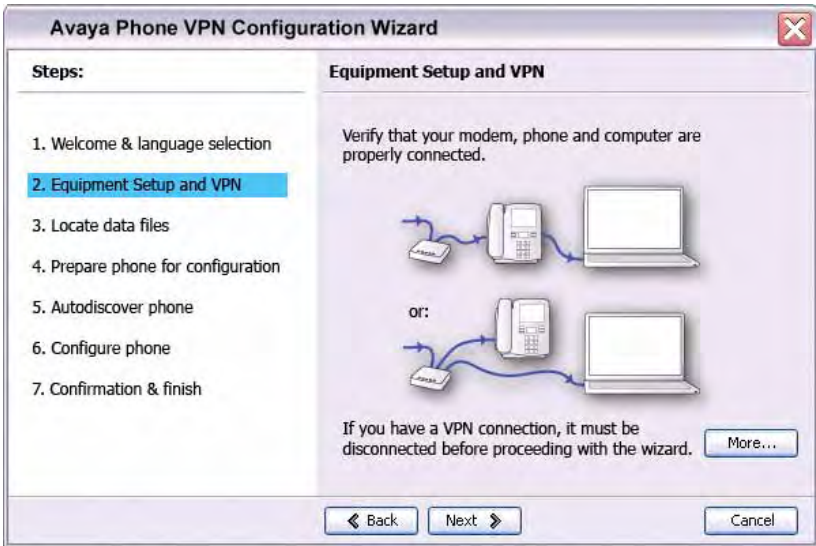 Avaya Phone VPN Configuration Wizard
Steps:
Equipment Setup and VPN
1. Welcome & language selection
2. Equipment Setup and VPN
3. Locate data files
4. Prepare phone for configuration
5. Autodiscover phone
6. Configure phone
7. Confirmation & finish
Verify that your modem, phone and computer are
properly connected.
or:
If you have a VPN connection, it must be
disconnected before proceeding with the wizard.
More...
Back
Next
Cancel